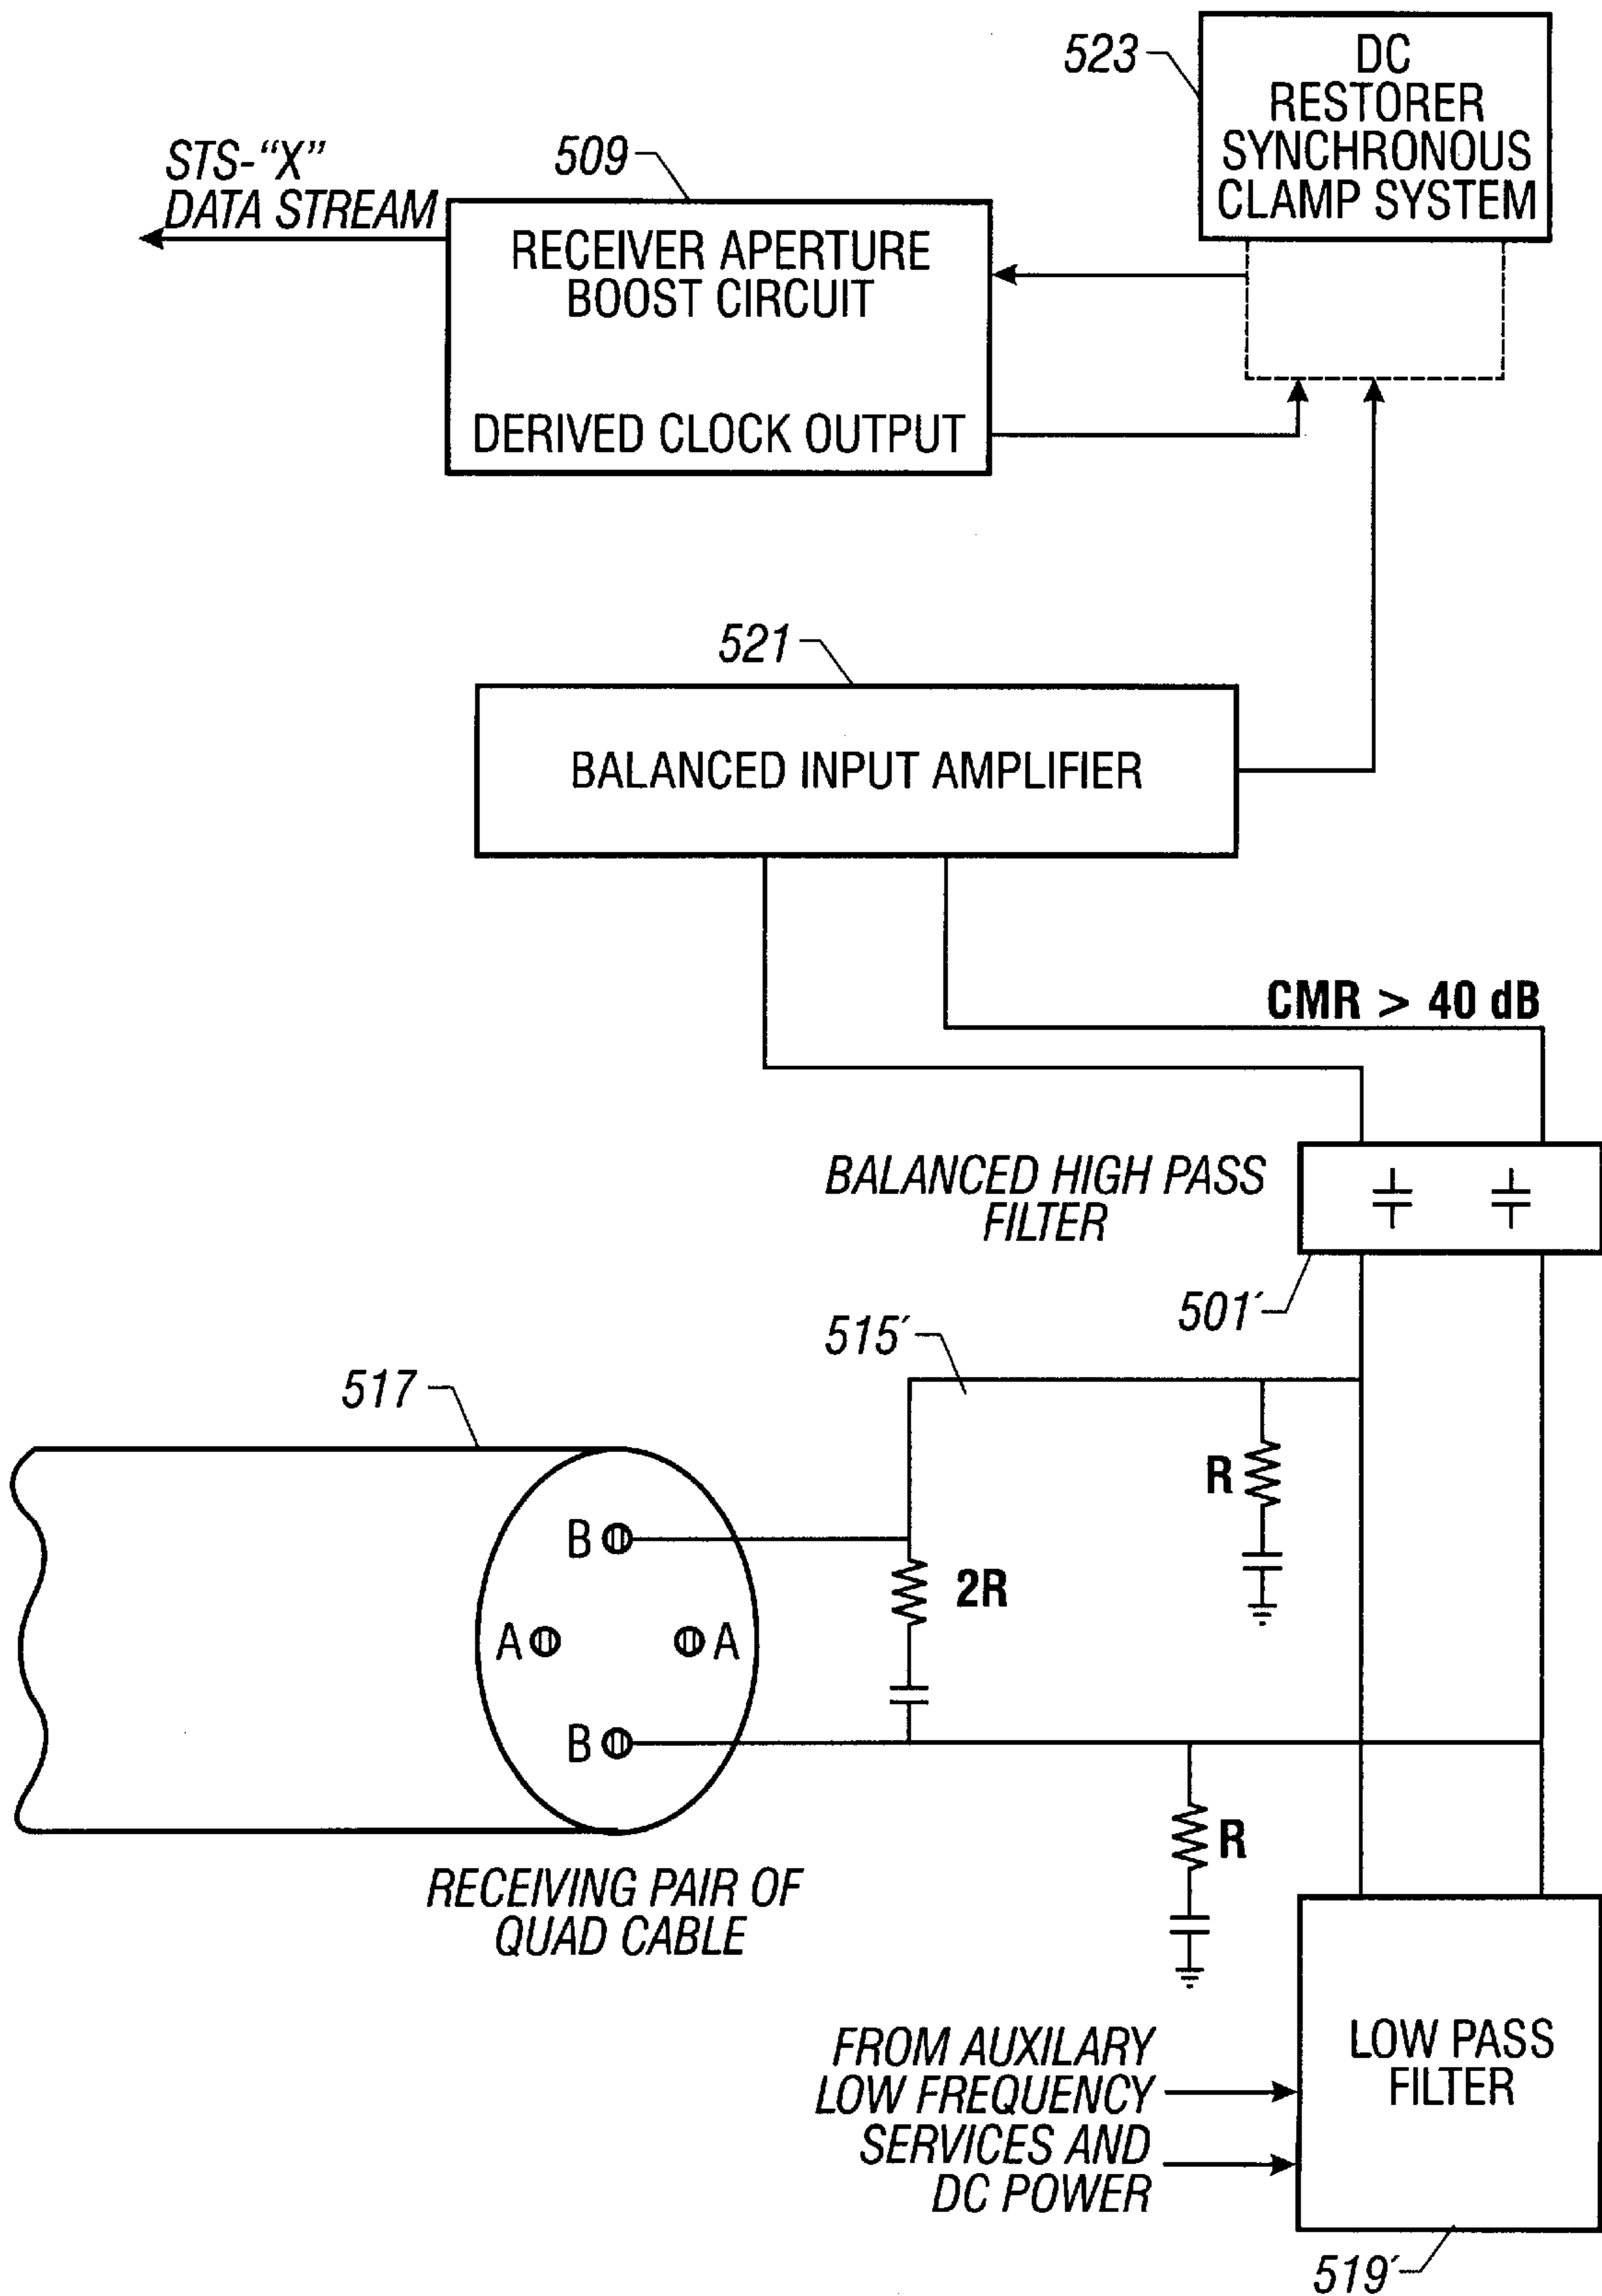 523
DC
RESTORER
SYNCHRONOUS
CLAMP SYSTEM
STS-“X”
DATA STREAM
509
RECEIVER APERTURE
BOOST CIRCUIT
DERIVED CLOCK OUTPUT
521
BALANCED INPUT AMPLIFIER
CMR > 40 dB
BALANCED HIGH PASS
FILTER
501′
515′
517
R
B
2R
A
A
B
R
RECEIVING PAIR OF
QUAD CABLE
FROM AUXILARY
LOW FREQUENCY
SERVICES AND
DC POWER
LOW PASS
FILTER
519′